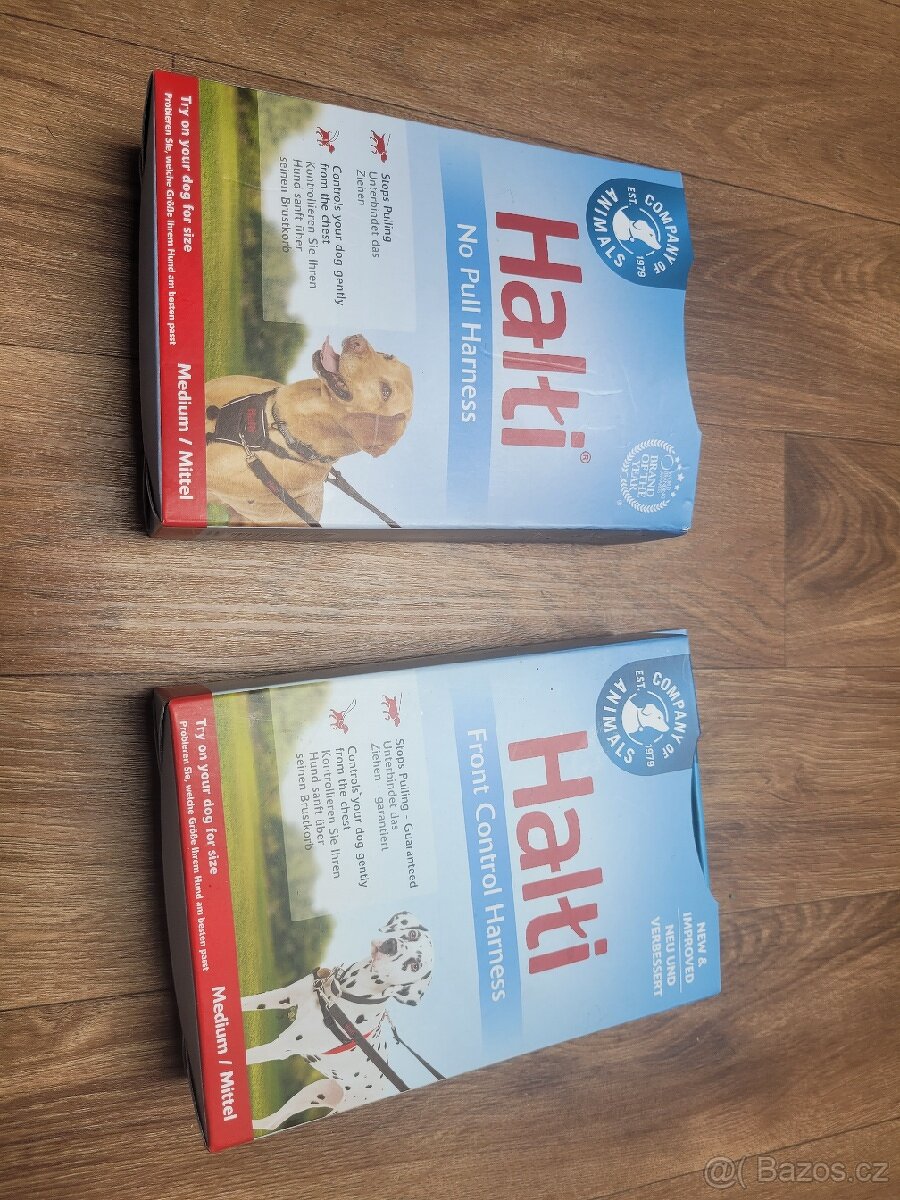 COMPANY OF
ANIMALS
EST.
1979
Halti®
BRAND
OF THE
YEAR
No Pull Harness
Stops Pulling
Unterbindet das
Ziehen
Controls your dog gently
from the chest
Kontrollieren Sie Ihren
Hund sanft über
seinen Brustkorb
Try on your dog for size
Probieren Sie, welche Größe Ihrem Hund am besten passt
Medium / Mittel
COMPANY OF
ANIMALS
EST.
1979
NEW &
IMPROVED
NEU UND
VERBESSERT
Halti
Front Control Harness
Stops Pulling - Guaranteed
Unterbindet das
Ziehen garantiert
Controls your dog gently
from the chest
Kontrollieren Sie Ihren
Hund sanft über
seinen Brustkorb
Try on your dog for size
Probieren Sie, welche Größe Ihrem Hund am besten passt
Medium / Mittel
@( Bazos.cz